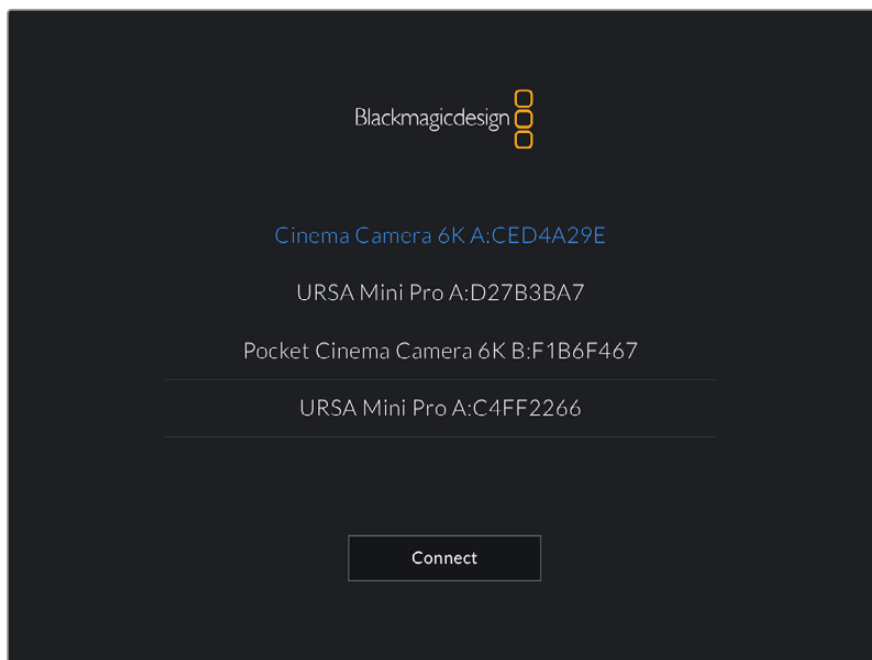 Blackmagicdesign
Cinema Camera 6K A:CED4A29E
URSA Mini Pro A:D27B3BA7
Pocket Cinema Camera 6K B:F1B6F467
URSA Mini Pro A:C4FF2266
Connect